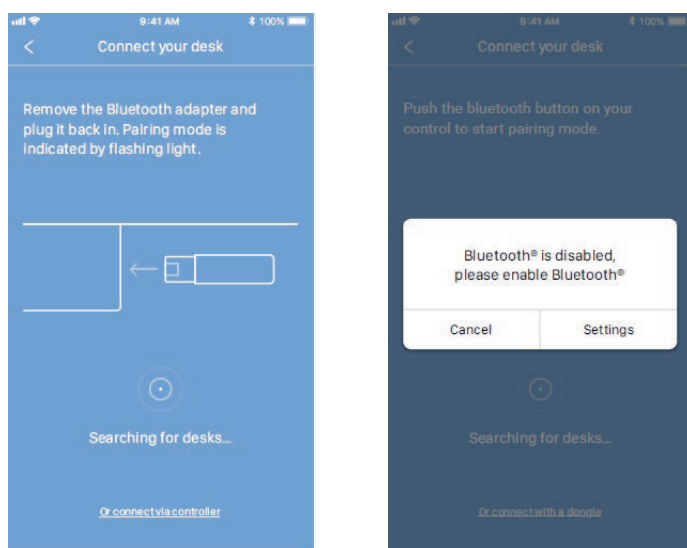 9:41 AM
100%
Connect your desk
Remove the Bluetooth adapter and
plug it back in. Pairing mode is
indicated by flashing light.
Searching for desks...
Or connect via controller
9:41 AM
100%
Connect your desk
Push the bluetooth button on your
control to start pairing mode.
Bluetooth® is disabled,
please enable Bluetooth®
Cancel
Settings
Searching for desks...
Or connect with a dongle